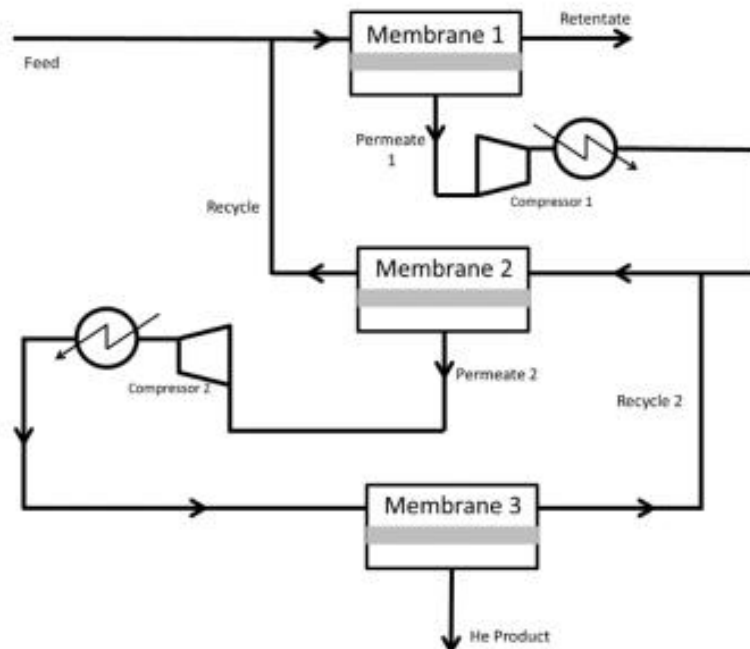 Membrane 1
Retentate
Feed
Permeate
1
Compressor 1
Recycle
Membrane 2
Permeate 2
Compressor 2
Recycle 2
Membrane 3
He Product